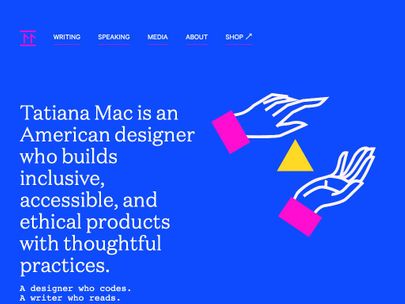 WRITING SPEAKING MEDIA ABOUT SHOP ↗
Tatiana Mac is an
American designer
who builds
inclusive,
accessible, and
ethical products
with thoughtful
practices.
A designer who codes.
A writer who reads.